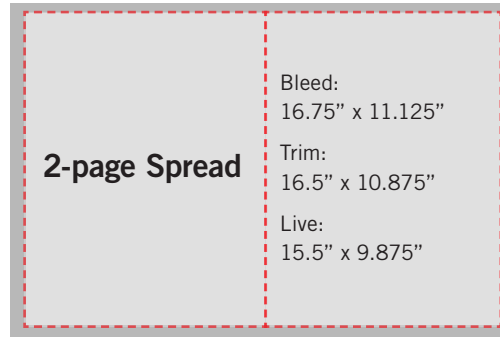 2-page Spread
Bleed:
16.75” x 11.125”
Trim:
16.5” x 10.875”
Live:
15.5” x 9.875”